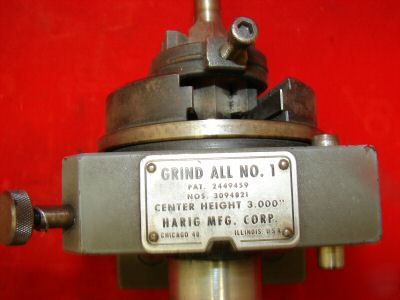 GRIND ALL NO. 1
PAT. 2449459
NOS. 3094821
CENTER HEIGHT 3.000"
HARIG MFG. CORP.
CHICAGO 48 ILLINOIS, U.S.A.